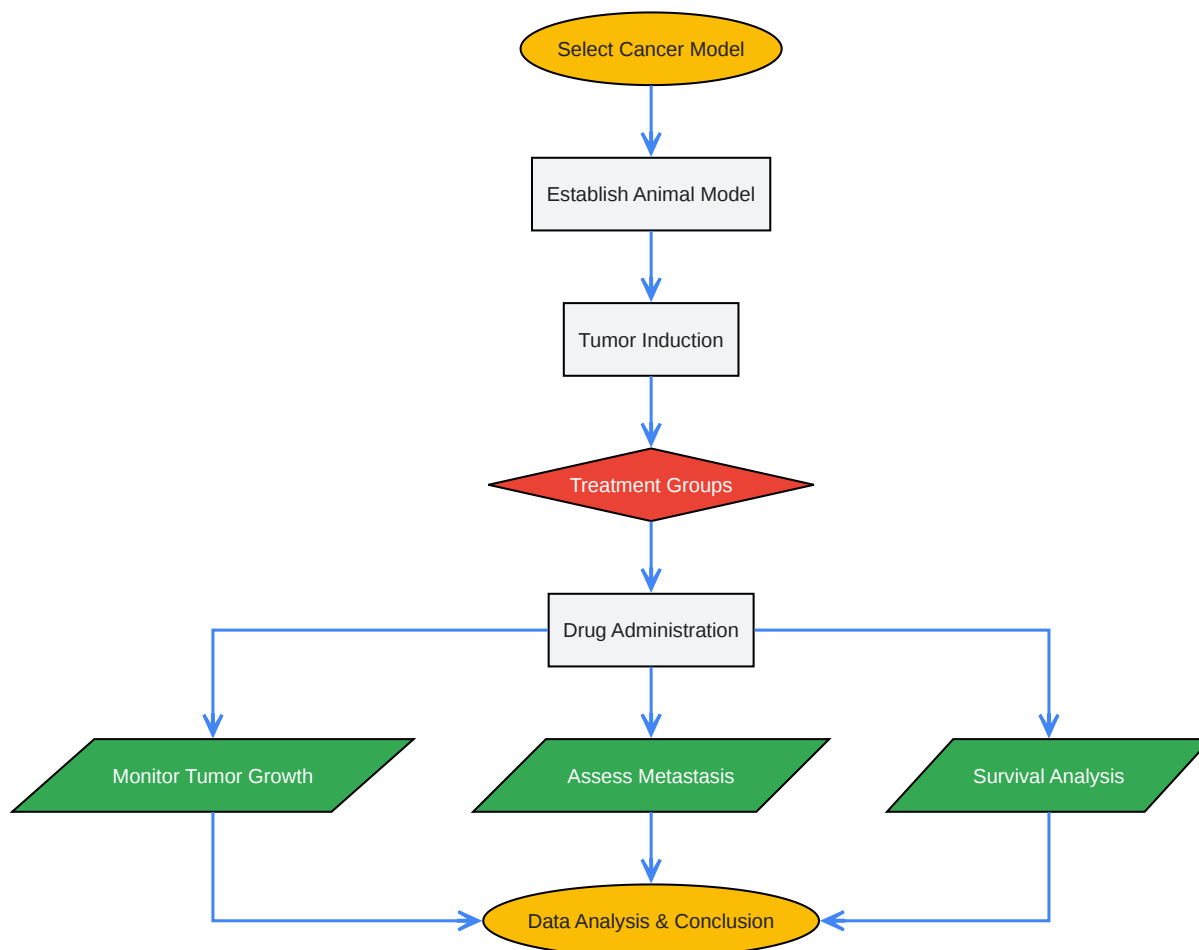 Select Cancer Model
Establish Animal Model
Tumor Induction
Treatment Groups
Drug Administration
Monitor Tumor Growth
Assess Metastasis
Survival Analysis
Data Analysis & Conclusion